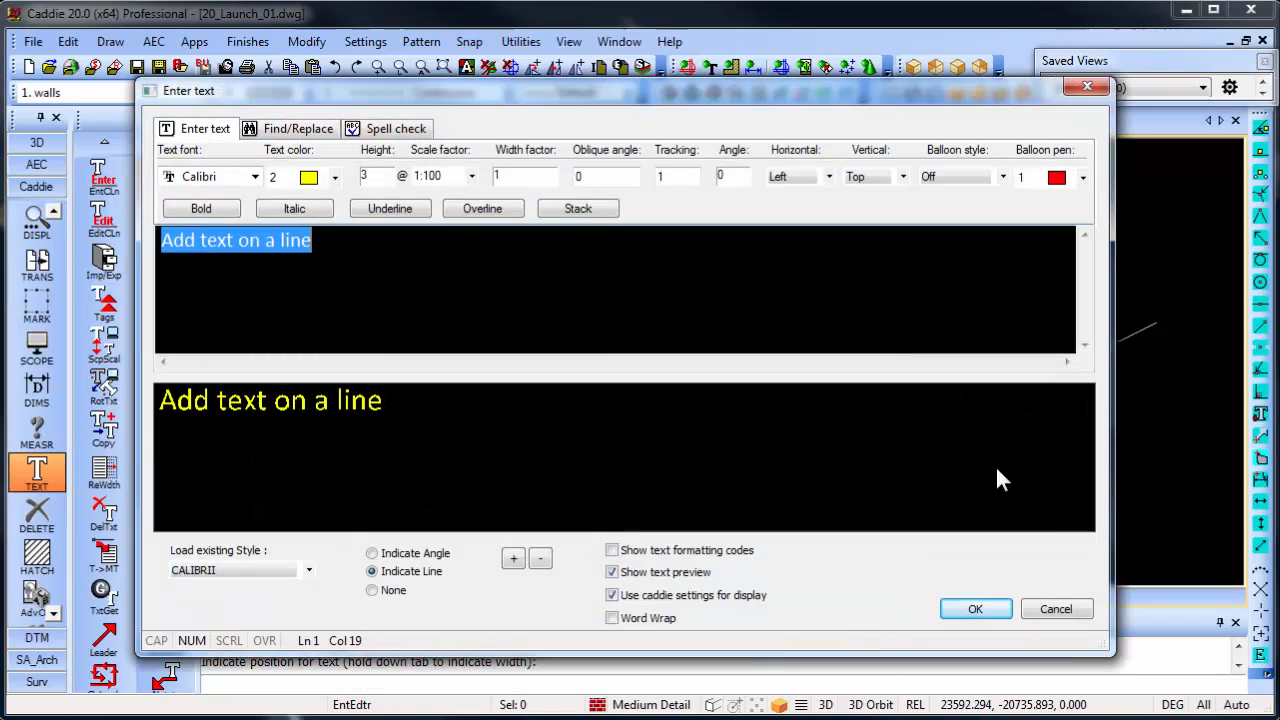 Caddie 20.0 (x64) Professional - [20_Launch_01.dwg]
File Edit Draw AEC Apps Finishes Modify Settings Pattern Snap Utilities View Window Help
Saved Views
1. walls
Enter text
Enter text Find/Replace Spell check
Text font: Text color: Height: Scale factor: Width factor: Oblique angle: Tracking: Angle: Horizontal: Vertical: Balloon style: Balloon pen:
Calibri 2 3 @ 1:100 1 0 1 0 Left Top Off 1
Bold Italic Underline Overline Stack
Add text on a line
Add text on a line
Load existing Style :
CALIBRII
Indicate Angle
Indicate Line
None
+ -
Show text formatting codes
Show text preview
Use caddie settings for display
Word Wrap
OK Cancel
CAP NUM SCRL OVR Ln 1 Col 19
3D
AEC
Caddie
DISPL
TRANS
MARK
SCOPE
DIMS
MEASR
TEXT
DELETE
HATCH
DTM
SA_Arch
Surv
Enter
EntCLn
Edit
EditCLn
Imp/Exp
Tags
ScpScal
RotTxt
Copy
ReWdth
DelTxt
T->MT
TxtGet
Leader
Indicate position for text (hold down tab to indicate width):
EntEdtr Sel: 0 Medium Detail 3D 3D Orbit REL 23592.294, -20733.893, 0.000 DEG All Auto